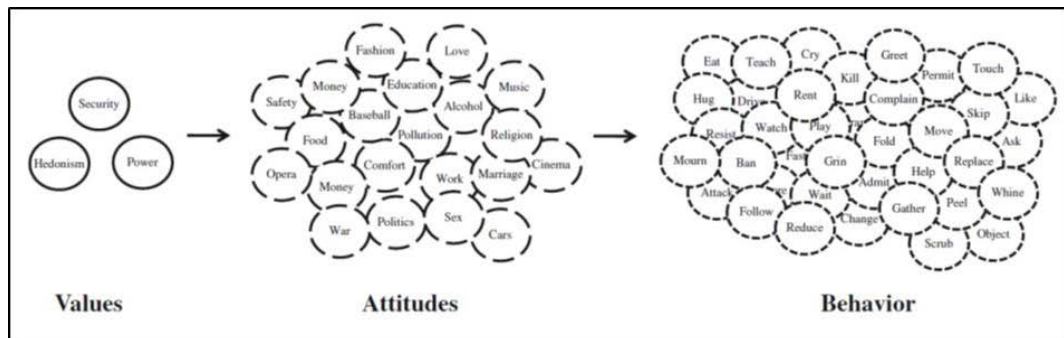 Security
Hedonism
Power
Values
Fashion
Love
Money
Education
Music
Safety
Baseball
Alcohol
Food
Pollution
Religion
Opera
Comfort
Cinema
Money
Work
Marriage
War
Politics
Sex
Cars
Attitudes
Eat
Teach
Cry
Greet
Kill
Permit
Touch
Hug
Rent
Complain
Like
Skip
Resist
Watch
Play
Fold
Move
Ask
Mourn
Ban
Grin
Help
Replace
Attack
Wait
Admit
Whine
Follow
Gather
Peel
Reduce
Change
Scrub
Object
Behavior